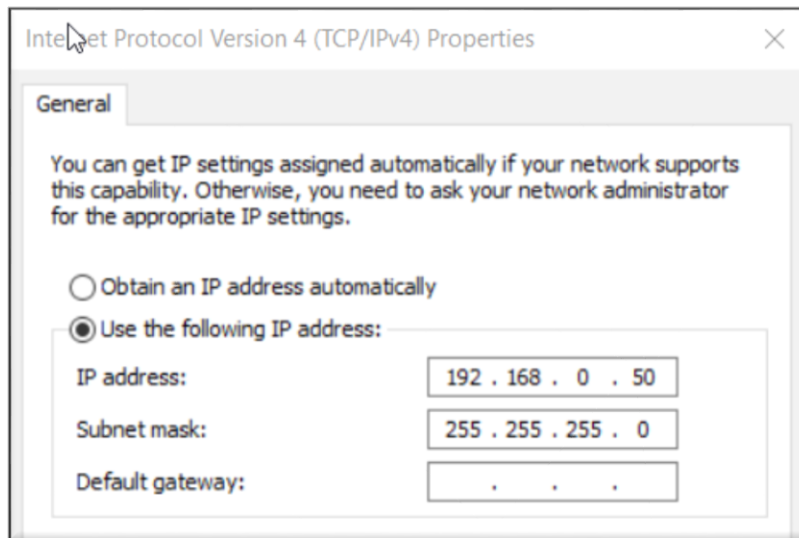 Internet Protocol Version 4 (TCP/IPv4) Properties
General
You can get IP settings assigned automatically if your network supports
this capability. Otherwise, you need to ask your network administrator
for the appropriate IP settings.
Obtain an IP address automatically
Use the following IP address:
IP address: 192 . 168 . 0 . 50
Subnet mask: 255 . 255 . 255 . 0
Default gateway: . . .